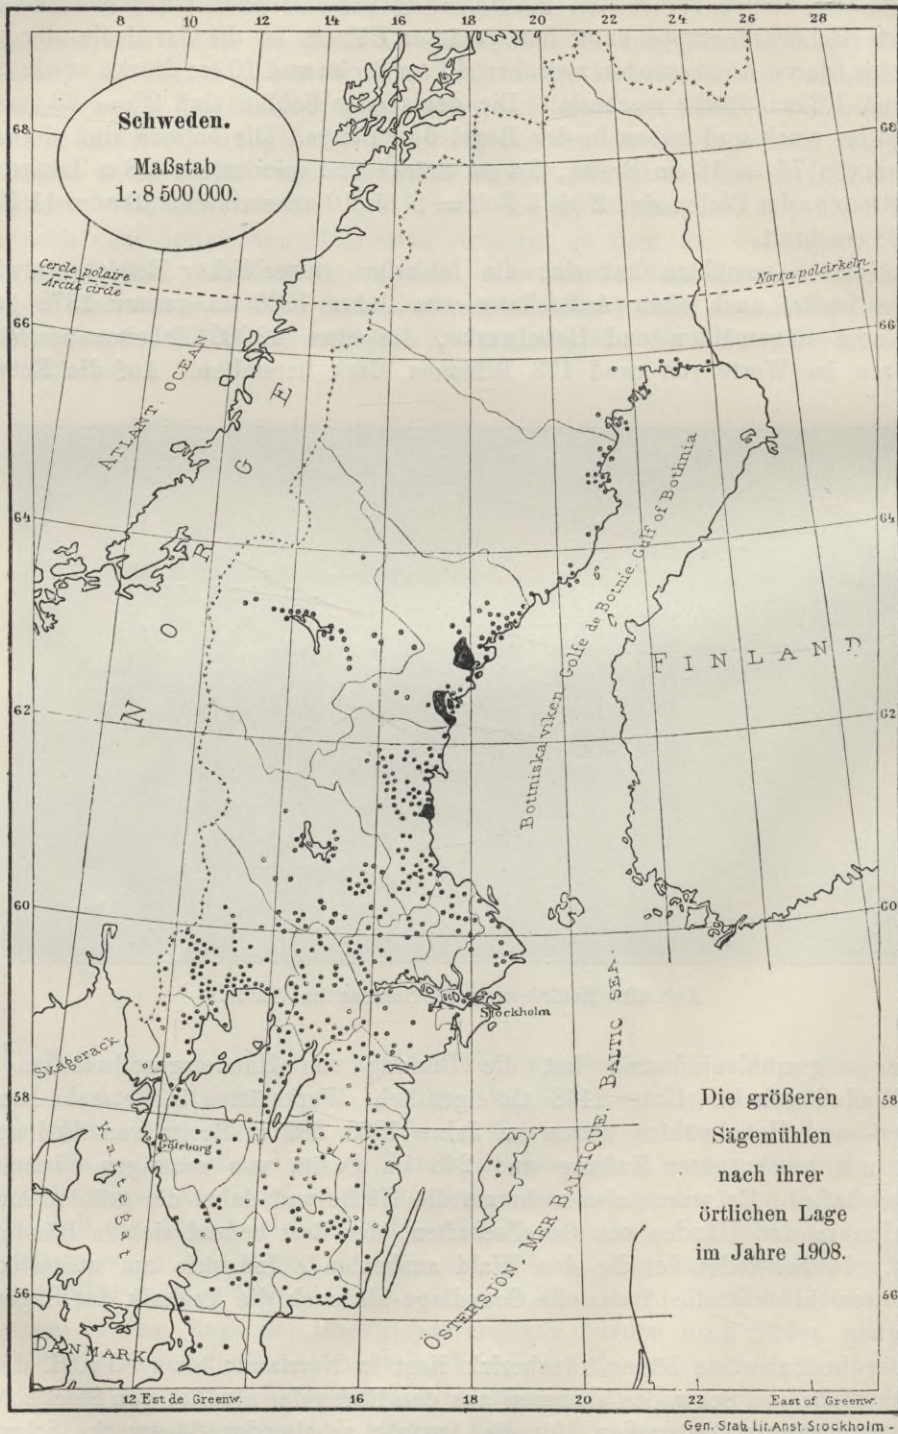 8 10 12 14 16 18 20 22 24 26 28
Schweden.
Maßstab
1 : 8 500 000.
68 68
Cercle polaire
Arctic circle
Norra polcirkeln
66 66
ATLANT. OCEAN
NORGE
64 64
Bottniska viken, Golfe de Botnie, Gulf of Bothnia
FINLAND
62 62
60 60
Stockholm
Skagerack
58 58
Göteborg
Kattegat
ÖSTERSJÖN, MER BALTIQUE, BALTIC SEA.
Die größeren
Sägemühlen
nach ihrer
örtlichen Lage
im Jahre 1908.
56 56
DANMARK
12 Est de Greenw. 16 18 20 22 East of Greenw.
Gen. Stab. Lit. Anst. Stockholm -